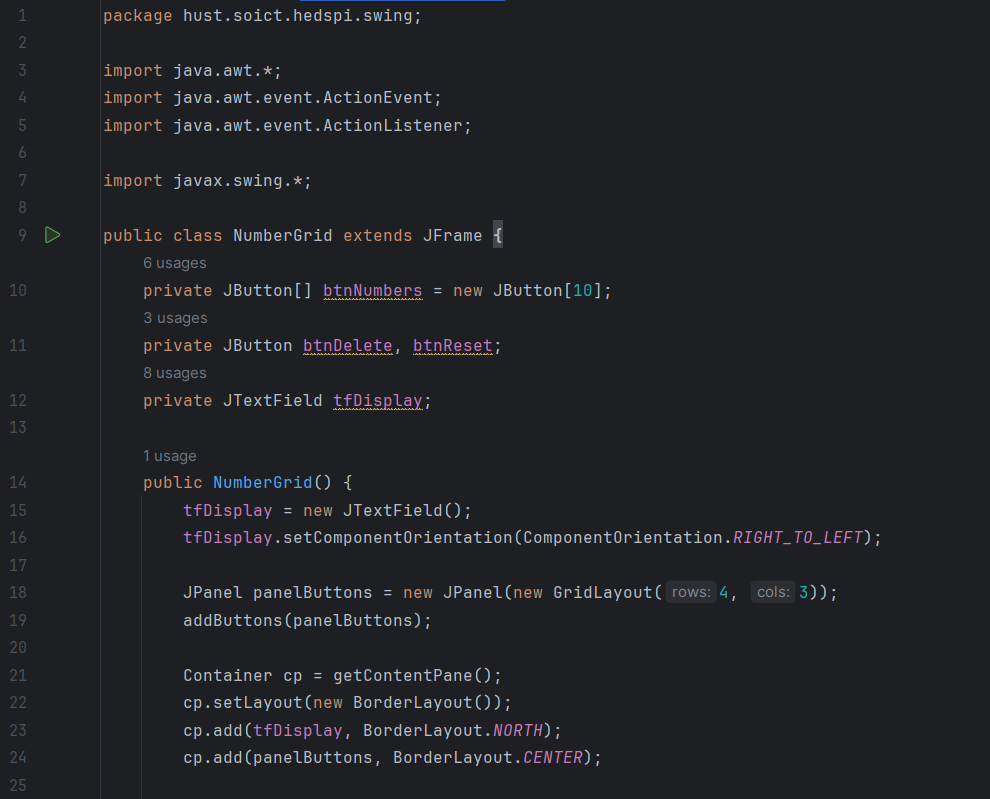 1 package hust.soict.hedspi.swing;
2
3 import java.awt.*;
4 import java.awt.event.ActionEvent;
5 import java.awt.event.ActionListener;
6
7 import javax.swing.*;
8
9 public class NumberGrid extends JFrame {
6 usages
10 private JButton[] btnNumbers = new JButton[10];
3 usages
11 private JButton btnDelete, btnReset;
8 usages
12 private JTextField tfDisplay;
13
1 usage
14 public NumberGrid() {
15 tfDisplay = new JTextField();
16 tfDisplay.setComponentOrientation(ComponentOrientation.RIGHT_TO_LEFT);
17
18 JPanel panelButtons = new JPanel(new GridLayout( rows: 4, cols: 3));
19 addButtons(panelButtons);
20
21 Container cp = getContentPane();
22 cp.setLayout(new BorderLayout());
23 cp.add(tfDisplay, BorderLayout.NORTH);
24 cp.add(panelButtons, BorderLayout.CENTER);
25